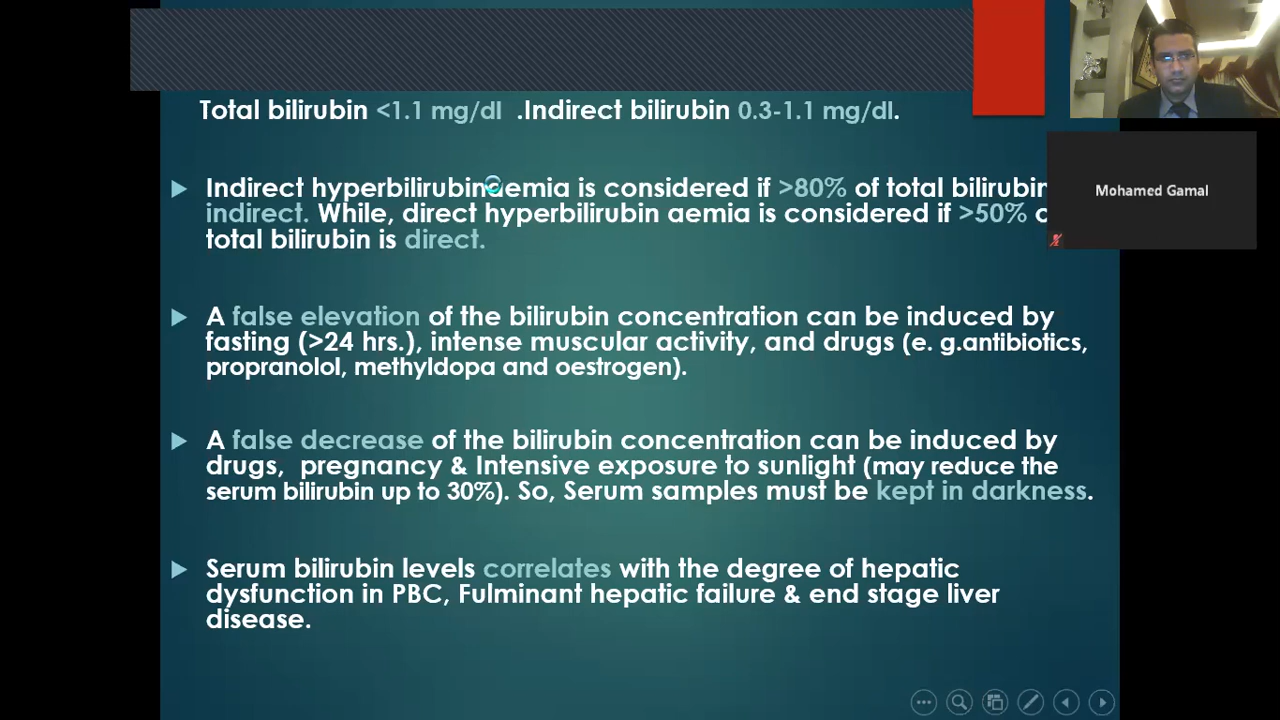 Total bilirubin <1.1 mg/dl .Indirect bilirubin 0.3-1.1 mg/dl.
Indirect hyperbilirubinaemia is considered if >80% of total bilirubin
indirect. While, direct hyperbilirubin aemia is considered if >50%
total bilirubin is direct.
Mohamed Gamal
A false elevation of the bilirubin concentration can be induced by
fasting (>24 hrs.), intense muscular activity, and drugs (e. g.antibiotics,
propranolol, methyldopa and oestrogen).
A false decrease of the bilirubin concentration can be induced by
drugs, pregnancy & Intensive exposure to sunlight (may reduce the
serum bilirubin up to 30%). So, Serum samples must be kept in darkness.
Serum bilirubin levels correlates with the degree of hepatic
dysfunction in PBC, Fulminant hepatic failure & end stage liver
disease.